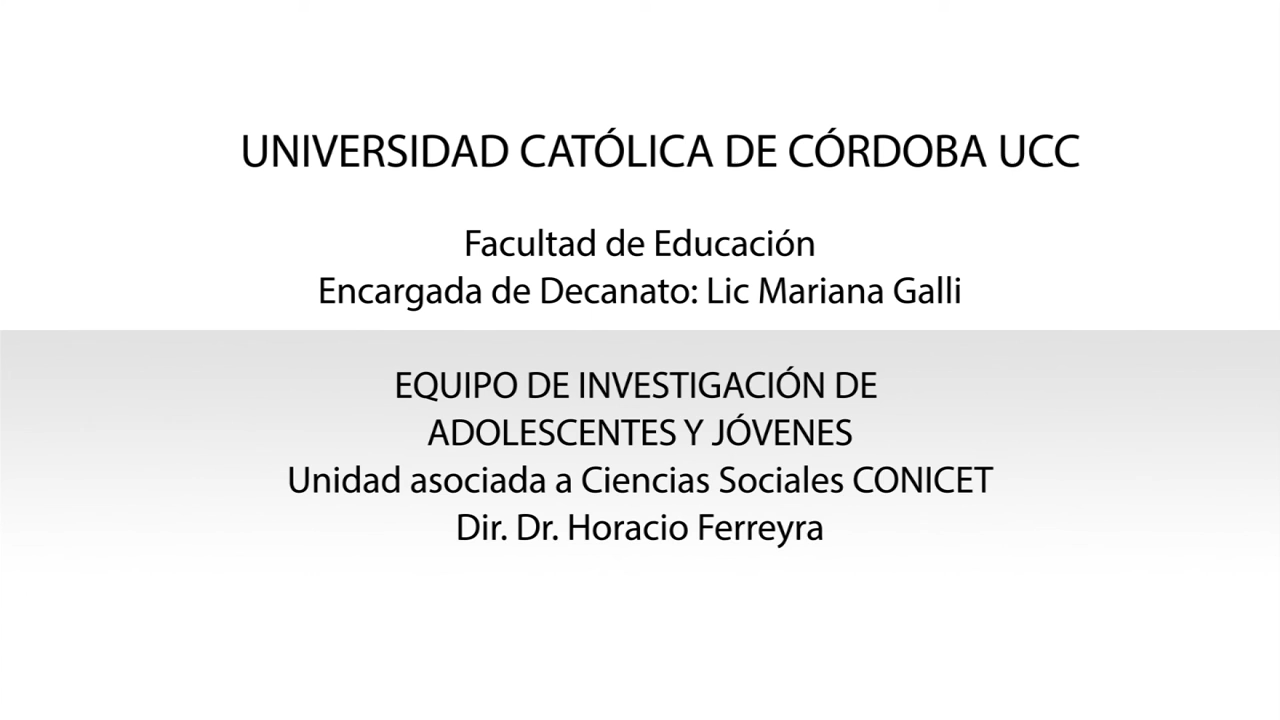 UNIVERSIDAD CATÓLICA DE CÓRDOBA UCC
Facultad de Educación
Encargada de Decanato: Lic Mariana Galli
EQUIPO DE INVESTIGACIÓN DE
ADOLESCENTES Y JÓVENES
Unidad asociada a Ciencias Sociales CONICET
Dir. Dr. Horacio Ferreyra